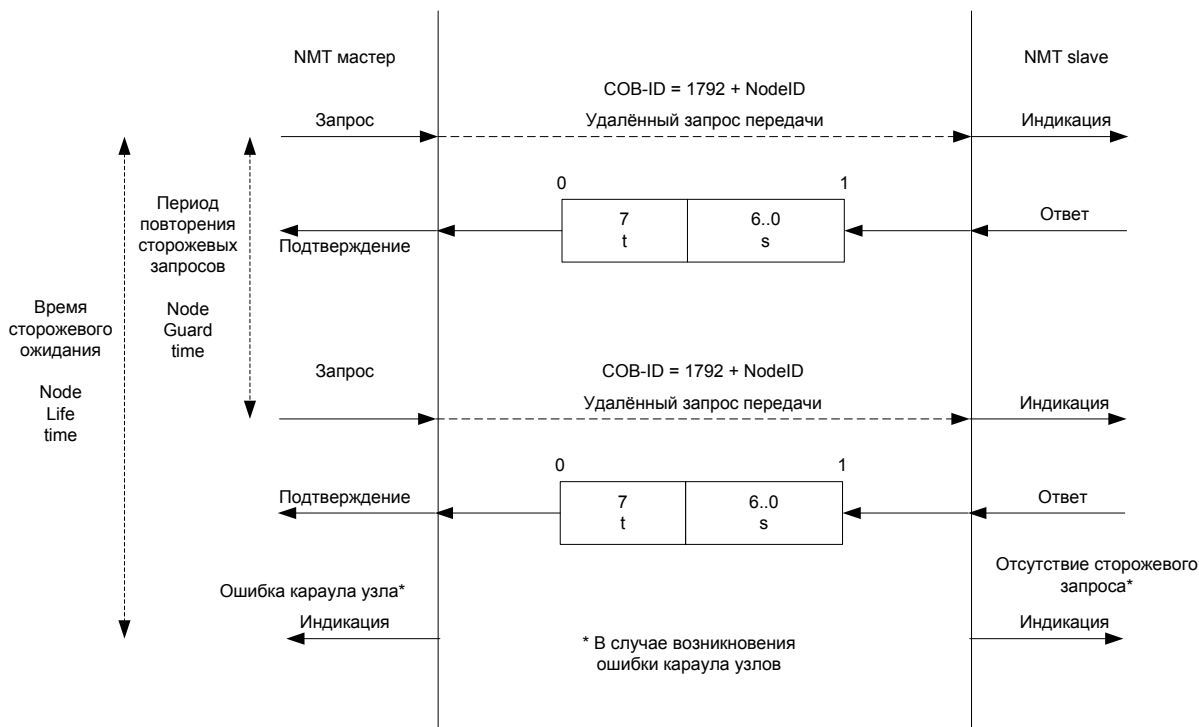 NMT мастер
NMT slave
COB-ID = 1792 + NodeID
Запрос
Удалённый запрос передачи
Индикация
0
1
Период
повторения
сторожевых
запросов
Node
Guard
time
7
t
6..0
s
Подтверждение
Ответ
Время
сторожевого
ожидания
Node
Life
time
Запрос
COB-ID = 1792 + NodeID
Удалённый запрос передачи
Индикация
0
1
Подтверждение
7
t
6..0
s
Ответ
Ошибка караула узла*
Индикация
* В случае возникновения
ошибки караула узлов
Отсутствие сторожевого
запроса*
Индикация